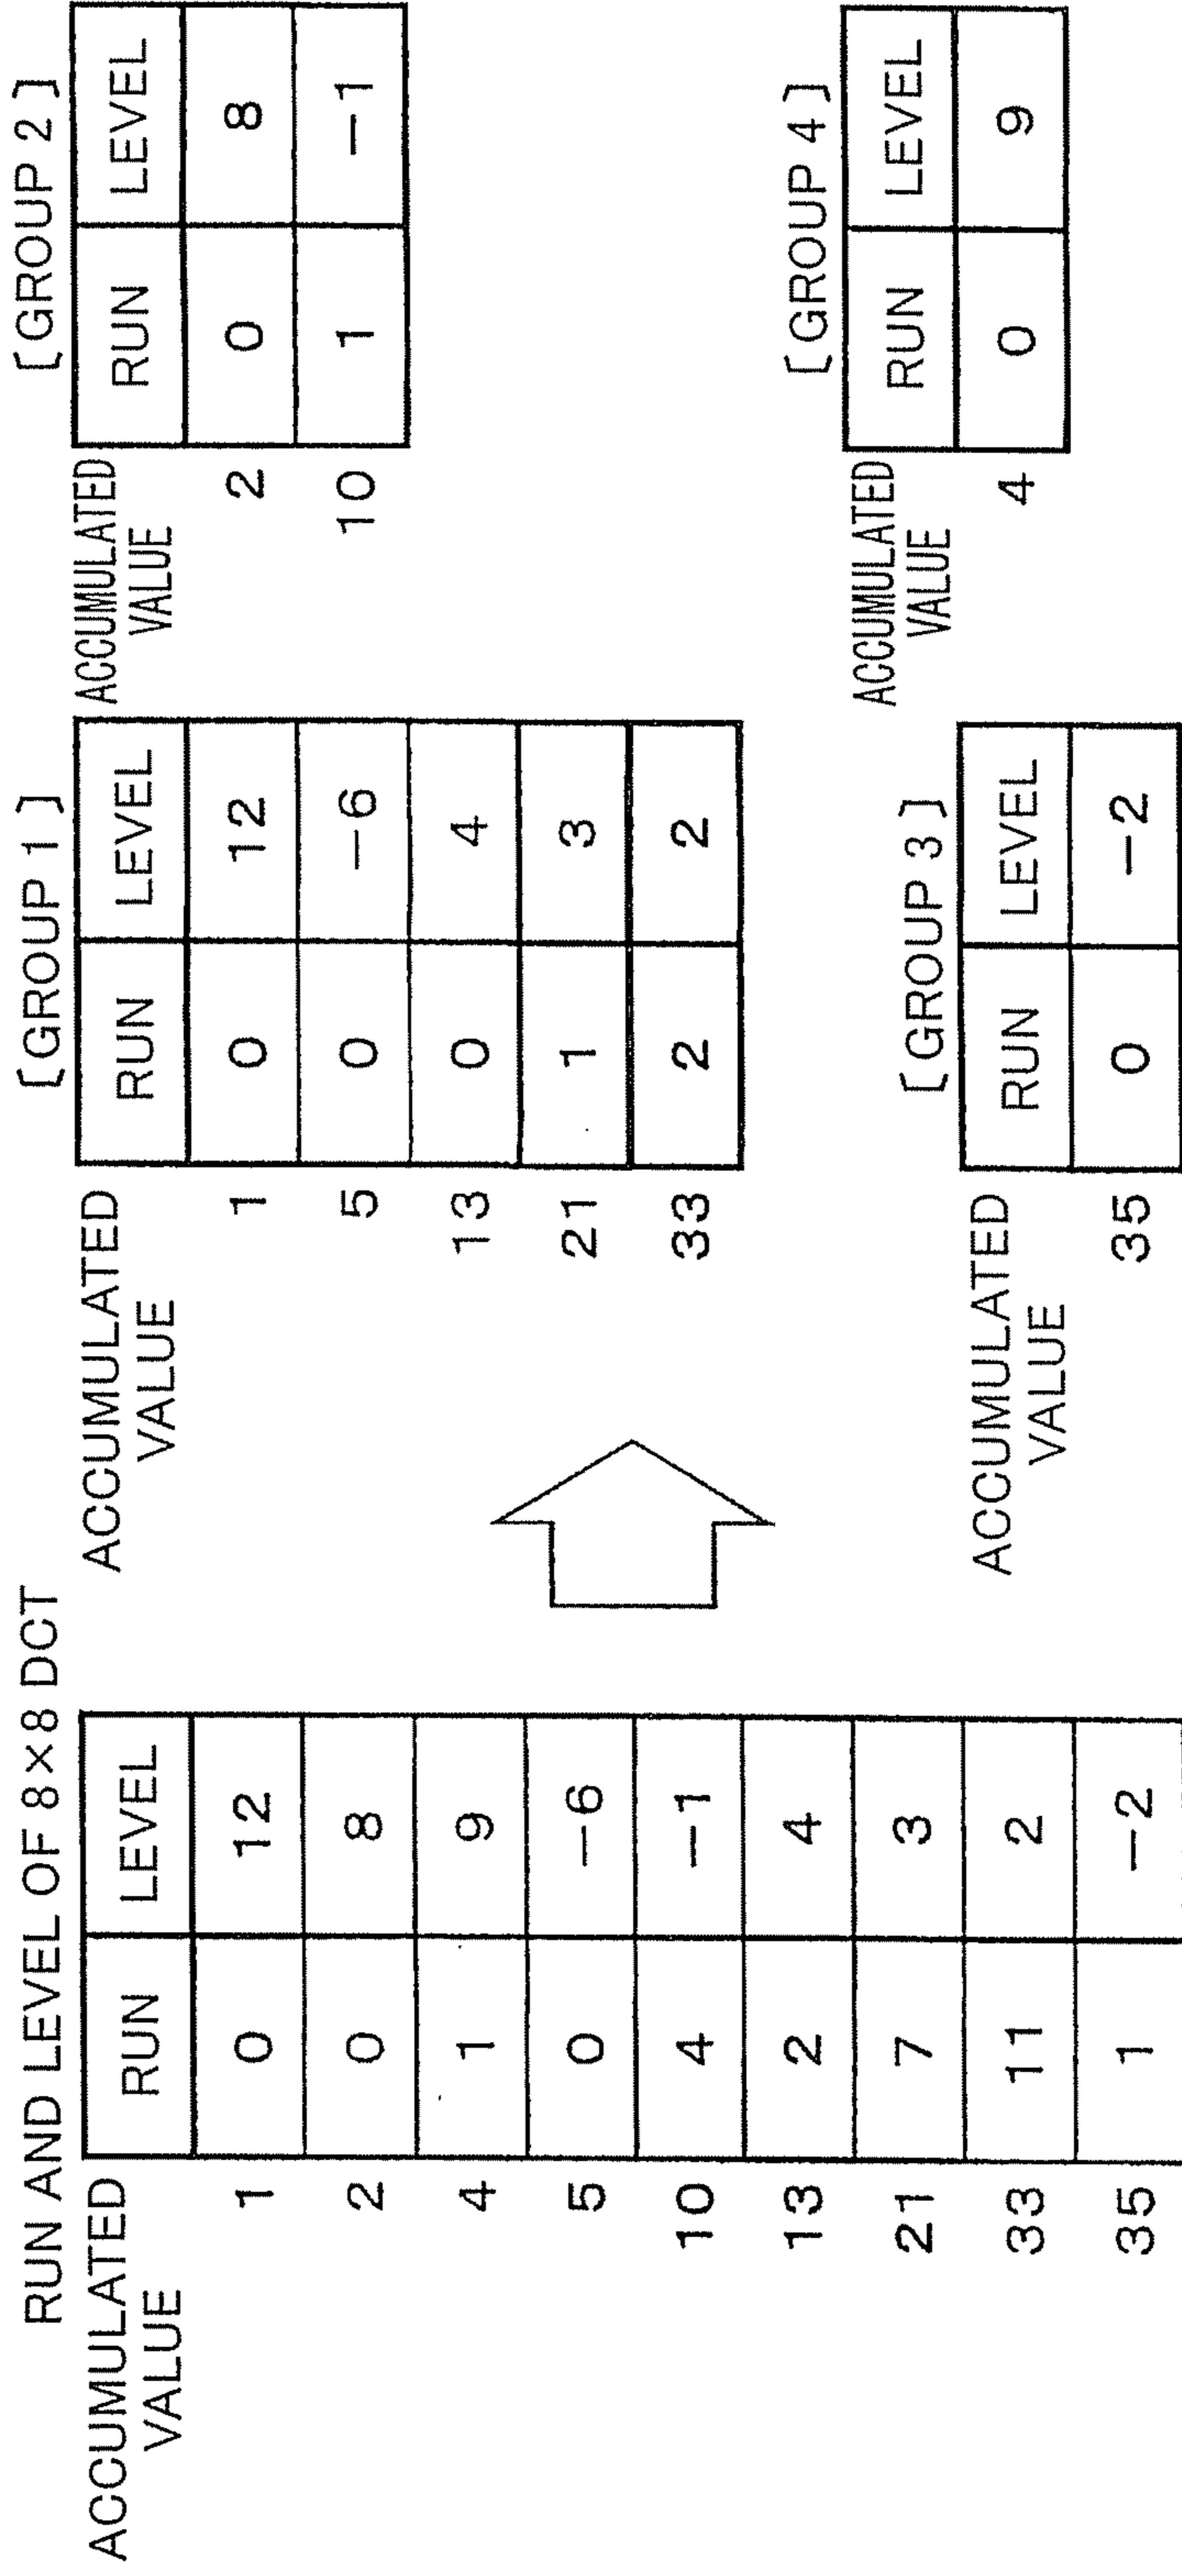 RUN AND LEVEL OF 8×8 DCT
ACCUMULATED
VALUE
RUN LEVEL
1 0 12
2 0 8
4 1 9
5 0 −6
10 4 −1
13 2 4
21 7 3
33 11 2
35 1 −2
[GROUP 1]
ACCUMULATED
VALUE
RUN LEVEL
1 0 12
5 0 −6
13 0 4
21 1 3
33 2 2
[GROUP 2]
ACCUMULATED
VALUE
RUN LEVEL
2 0 8
10 1 −1
[GROUP 3]
ACCUMULATED
VALUE
RUN LEVEL
35 0 −2
[GROUP 4]
ACCUMULATED
VALUE
RUN LEVEL
4 0 9